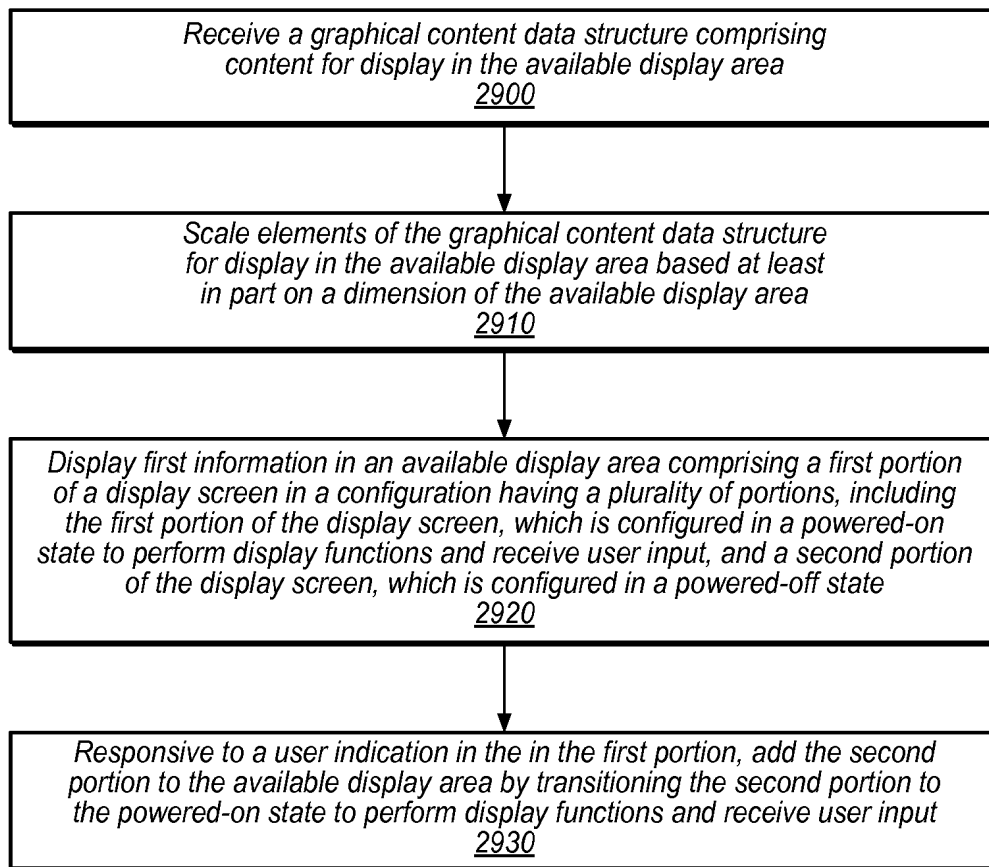 Receive a graphical content data structure comprising
content for display in the available display area
2900
Scale elements of the graphical content data structure
for display in the available display area based at least
in part on a dimension of the available display area
2910
Display first information in an available display area comprising a first portion
of a display screen in a configuration having a plurality of portions, including
the first portion of the display screen, which is configured in a powered-on
state to perform display functions and receive user input, and a second portion
of the display screen, which is configured in a powered-off state
2920
Responsive to a user indication in the in the first portion, add the second
portion to the available display area by transitioning the second portion to
the powered-on state to perform display functions and receive user input
2930